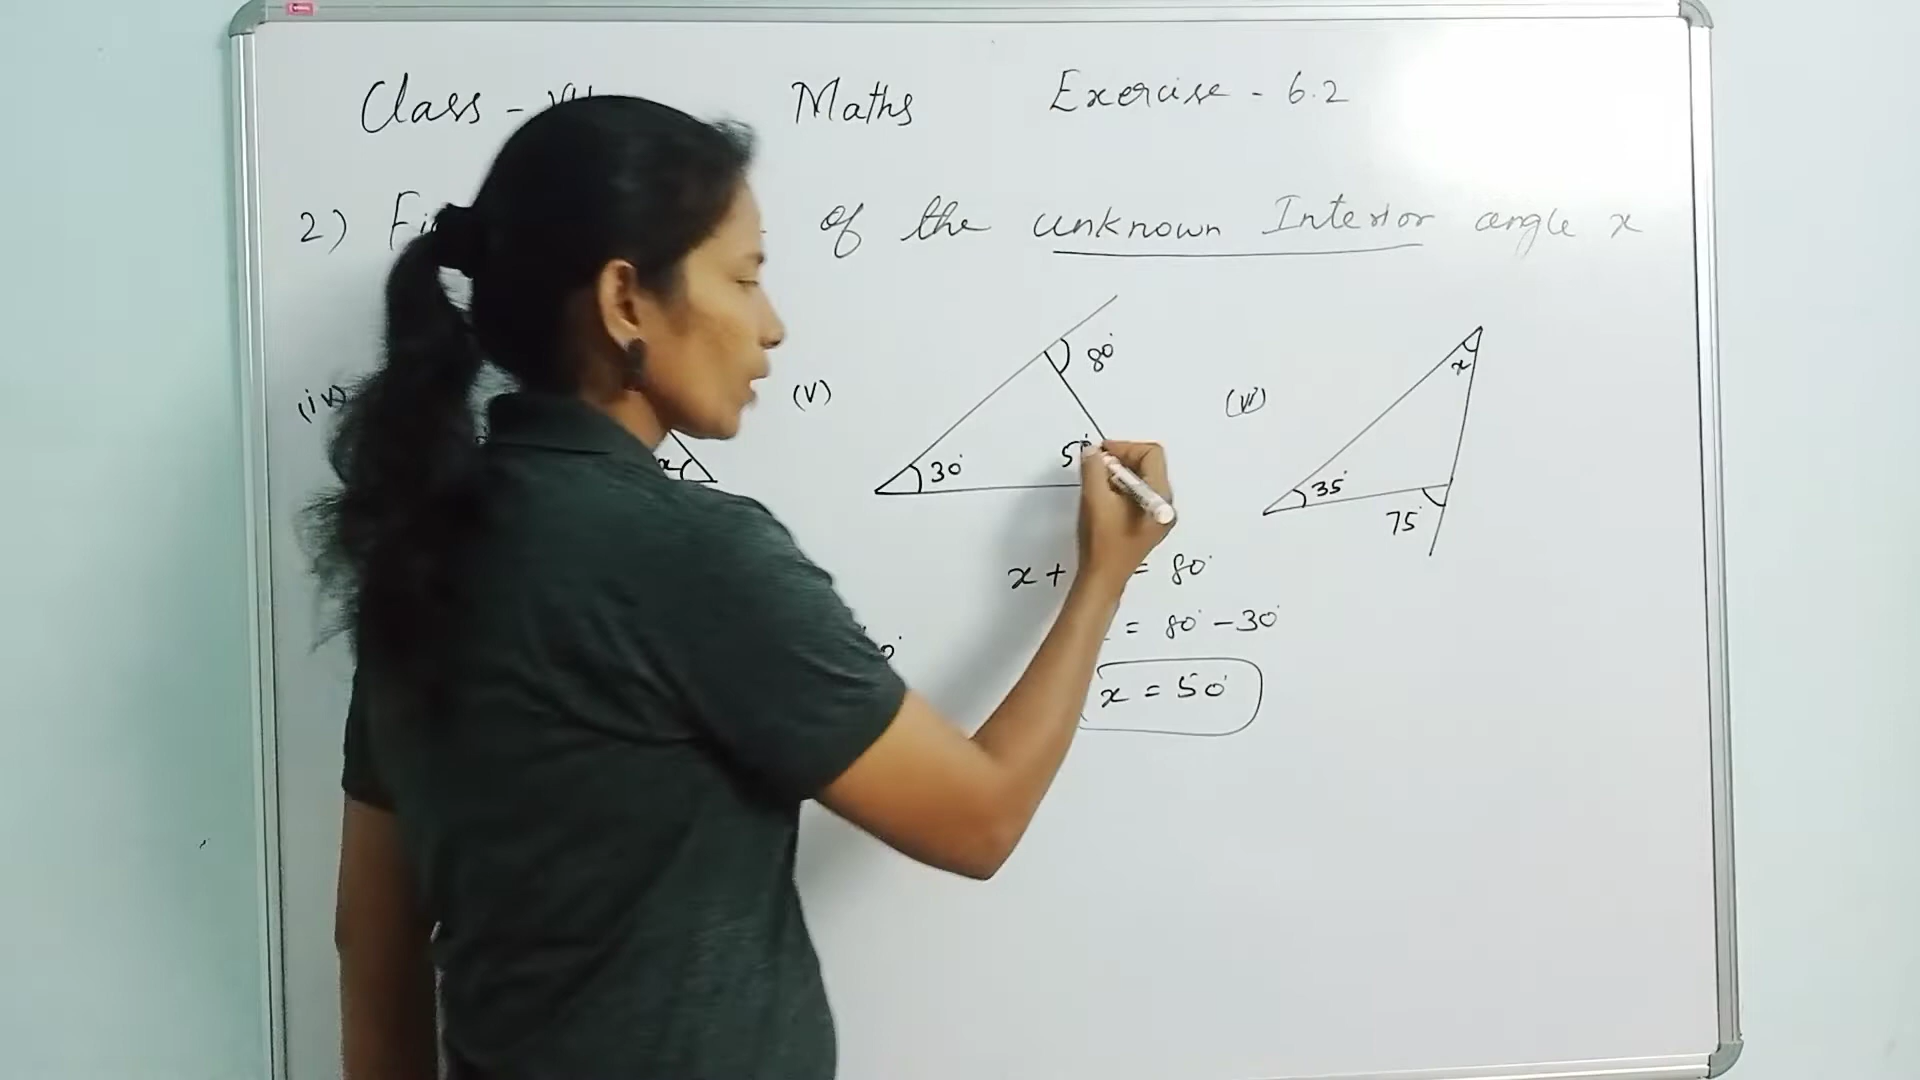 Class - Maths Exercise - 6.2
2) of the unknown Interior angle x
80°
x
(iv) (v) (vi)
x 30° 50° 35°
75°
x + = 80°
= 80° - 30°
x = 50°